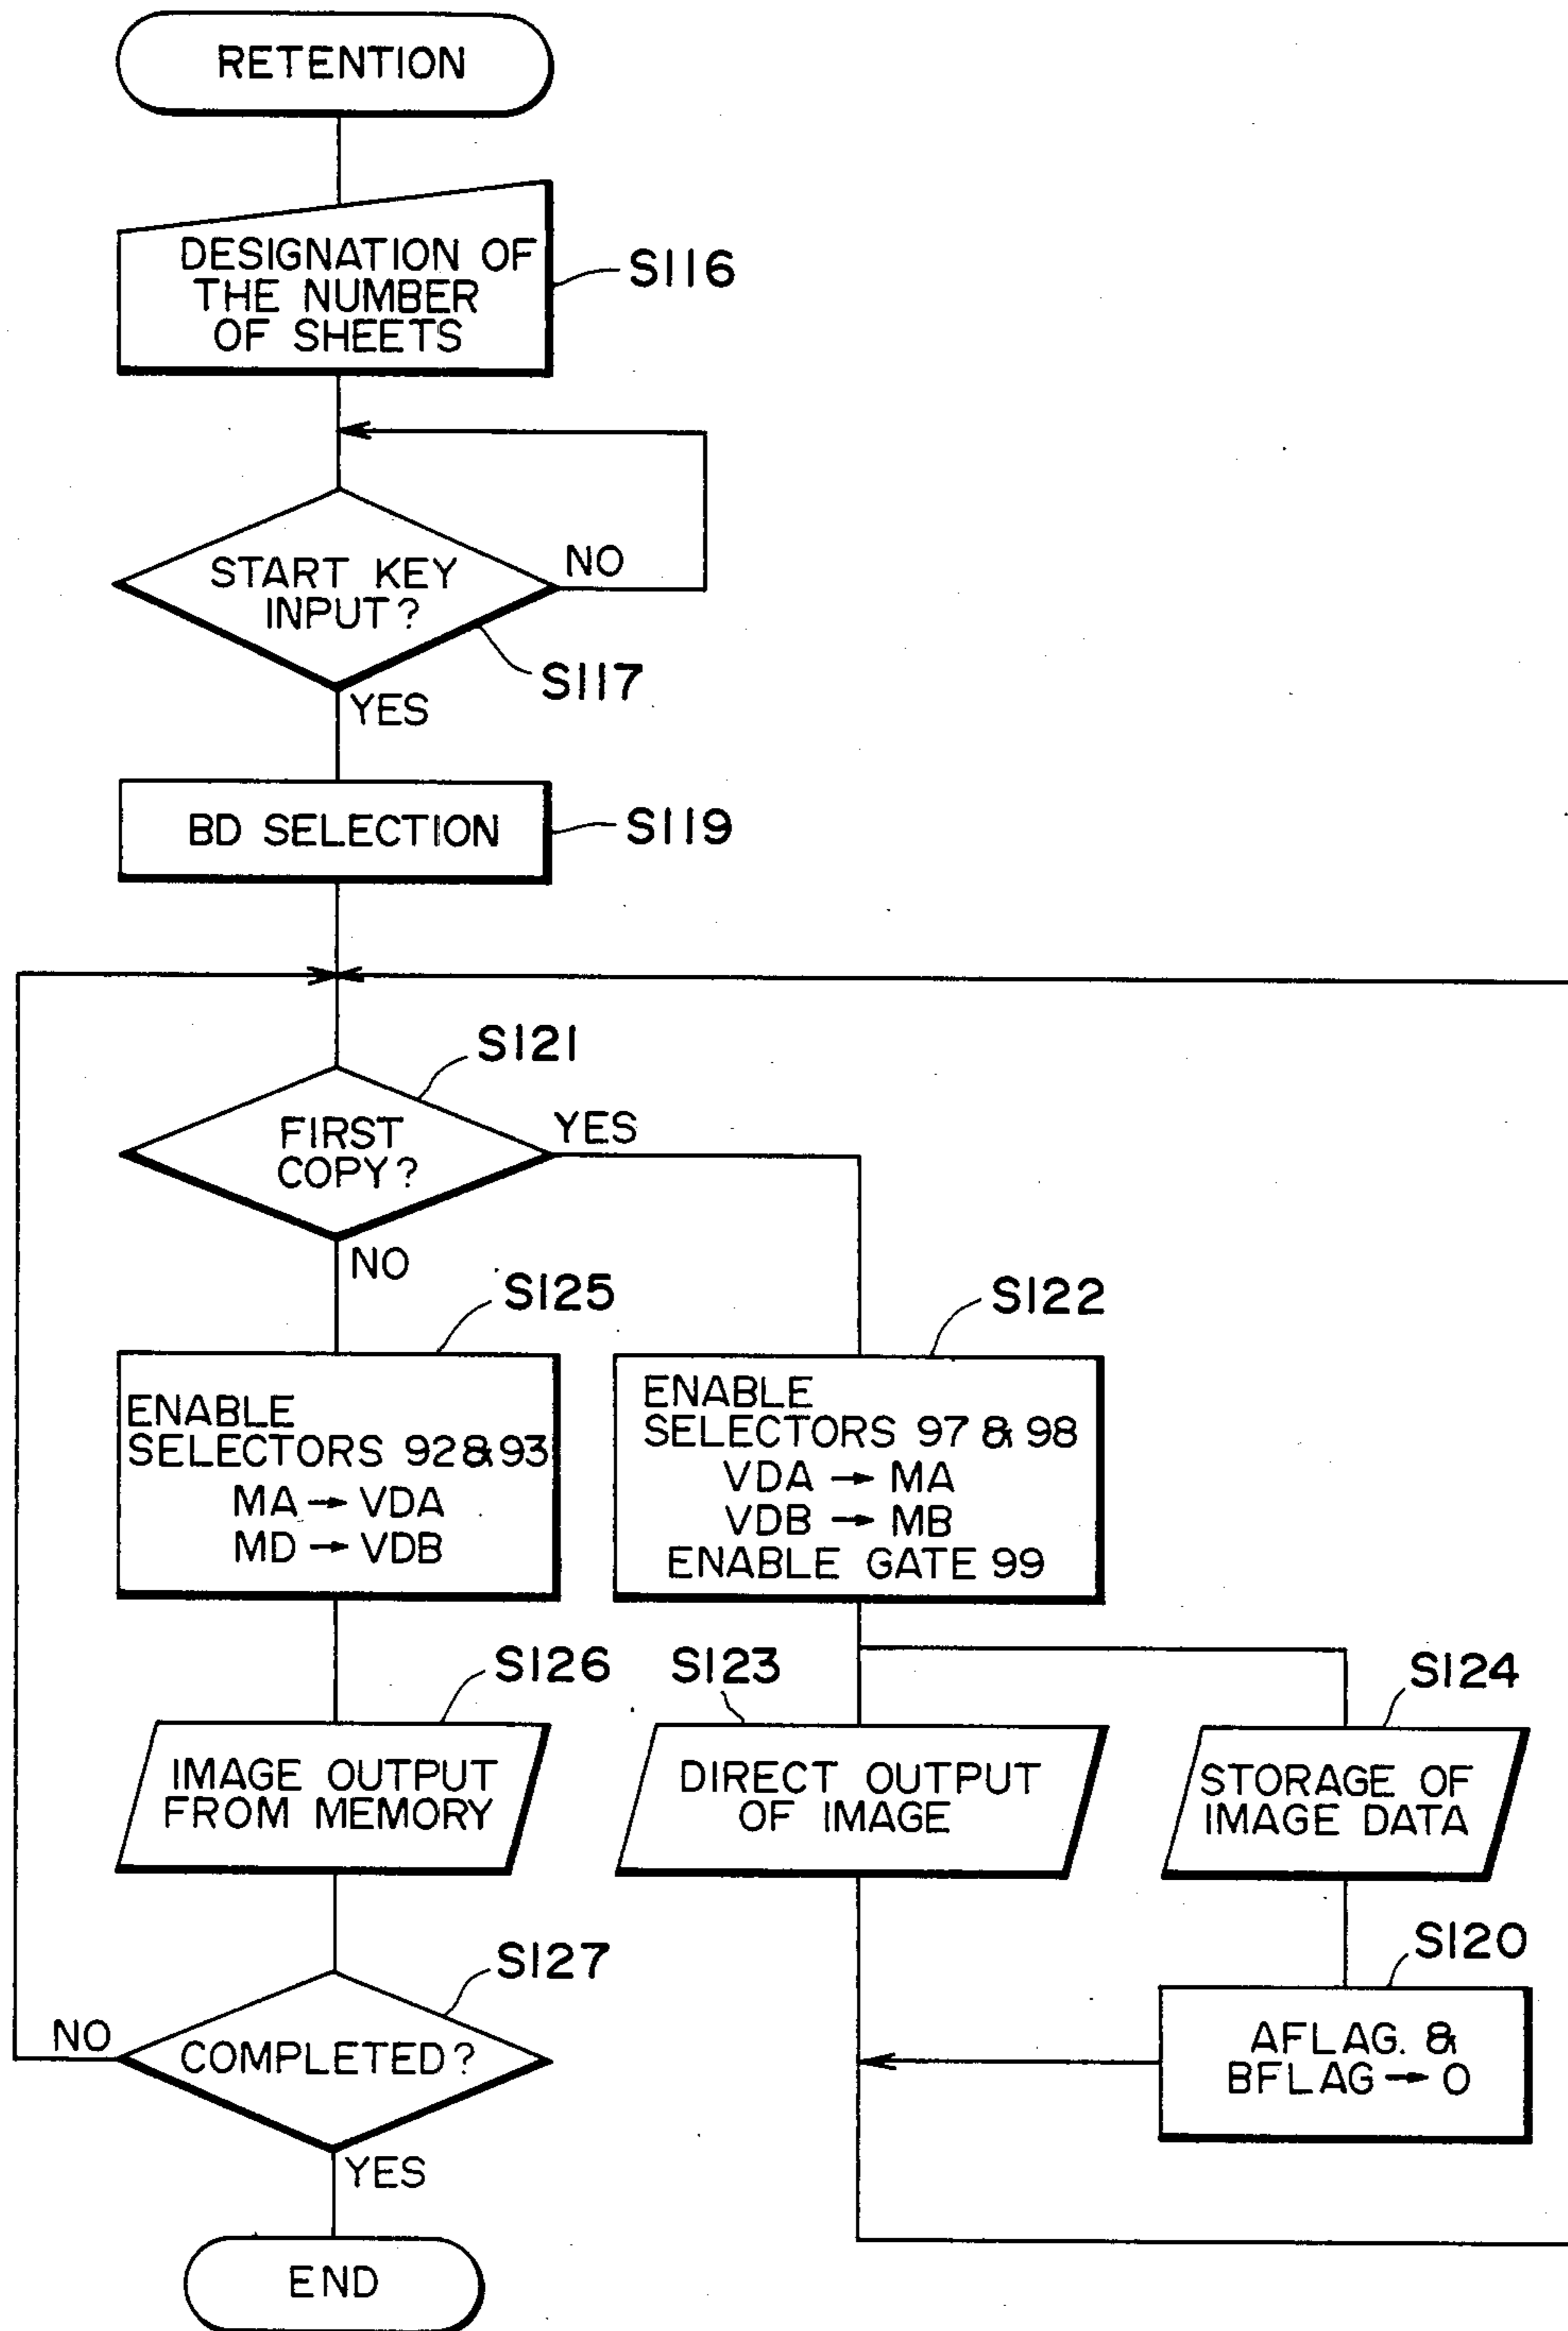 RETENTION
DESIGNATION OF
THE NUMBER
OF SHEETS
S116
START KEY
INPUT?
NO
S117
YES
BD SELECTION
S119
S121
FIRST
COPY?
YES
NO
S125
ENABLE
SELECTORS 92&93
MA → VDA
MD → VDB
S122
ENABLE
SELECTORS 97 & 98
VDA → MA
VDB → MB
ENABLE GATE 99
S126
IMAGE OUTPUT
FROM MEMORY
S123
DIRECT OUTPUT
OF IMAGE
S124
STORAGE OF
IMAGE DATA
S127
NO
COMPLETED?
YES
S120
AFLAG. &
BFLAG → 0
END